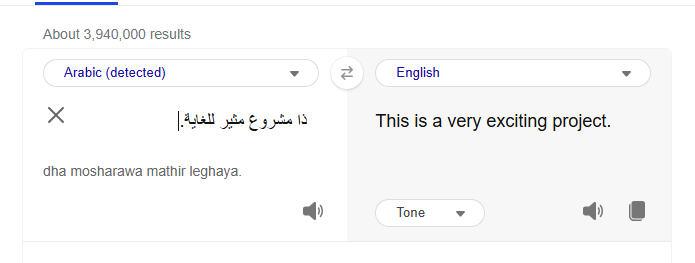 About 3,940,000 results
Arabic (detected)
English
ذا مشروع مثير للغاية.
This is a very exciting project.
dha mosharawa mathir leghaya.
Tone